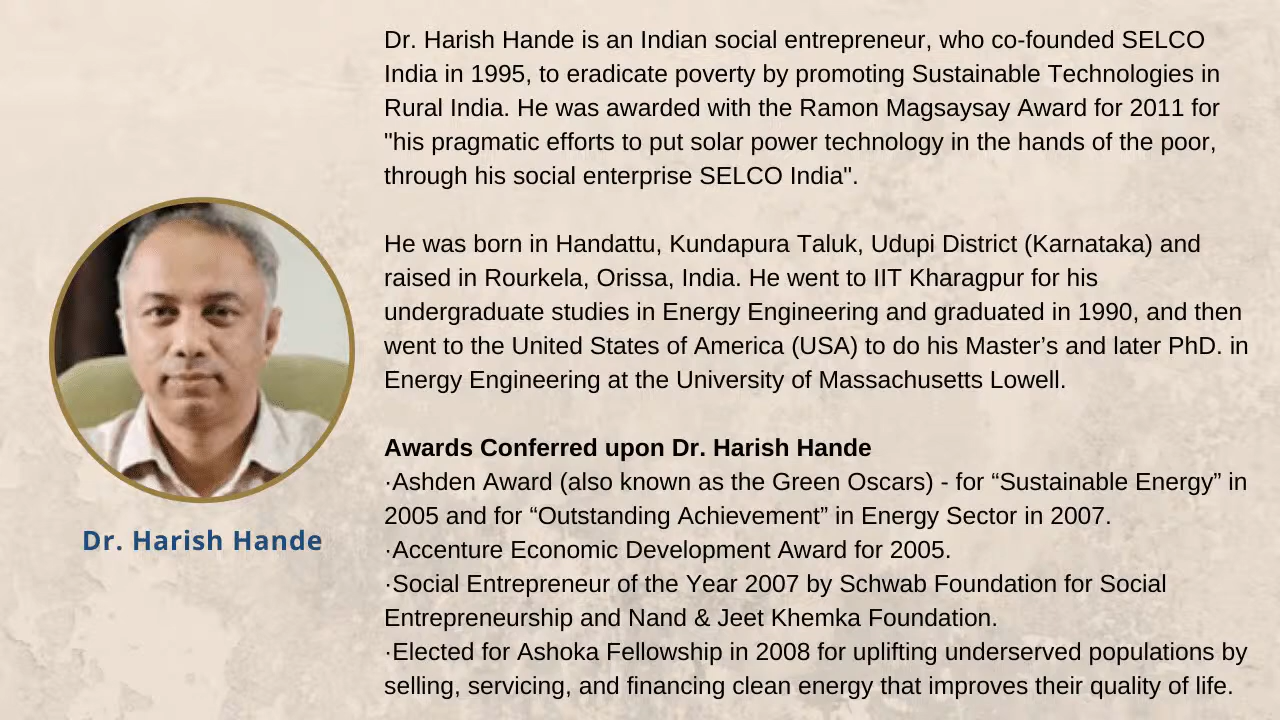 Dr. Harish Hande is an Indian social entrepreneur, who co-founded SELCO
India in 1995, to eradicate poverty by promoting Sustainable Technologies in
Rural India. He was awarded with the Ramon Magsaysay Award for 2011 for
"his pragmatic efforts to put solar power technology in the hands of the poor,
through his social enterprise SELCO India".
He was born in Handattu, Kundapura Taluk, Udupi District (Karnataka) and
raised in Rourkela, Orissa, India. He went to IIT Kharagpur for his
undergraduate studies in Energy Engineering and graduated in 1990, and then
went to the United States of America (USA) to do his Master’s and later PhD. in
Energy Engineering at the University of Massachusetts Lowell.
Awards Conferred upon Dr. Harish Hande
·Ashden Award (also known as the Green Oscars) - for “Sustainable Energy” in
2005 and for “Outstanding Achievement” in Energy Sector in 2007.
·Accenture Economic Development Award for 2005.
·Social Entrepreneur of the Year 2007 by Schwab Foundation for Social
Entrepreneurship and Nand & Jeet Khemka Foundation.
·Elected for Ashoka Fellowship in 2008 for uplifting underserved populations by
selling, servicing, and financing clean energy that improves their quality of life.
Dr. Harish Hande